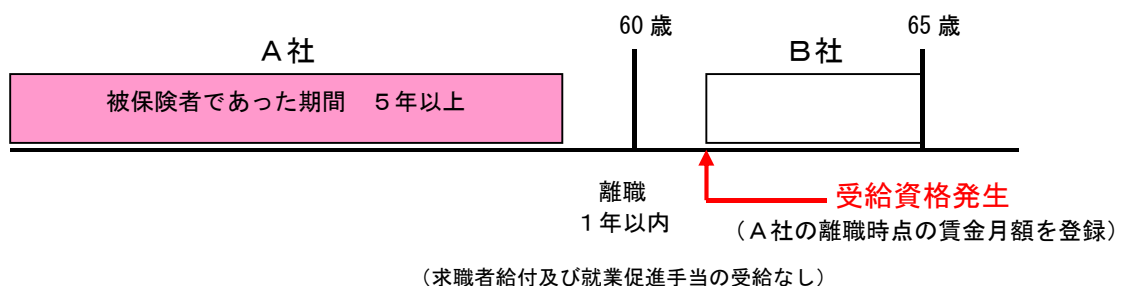 60 歳
65 歳
A社
B社
被保険者であった期間　5年以上
離職
1年以内
受給資格発生
（A社の離職時点の賃金月額を登録）
（求職者給付及び就業促進手当の受給なし）